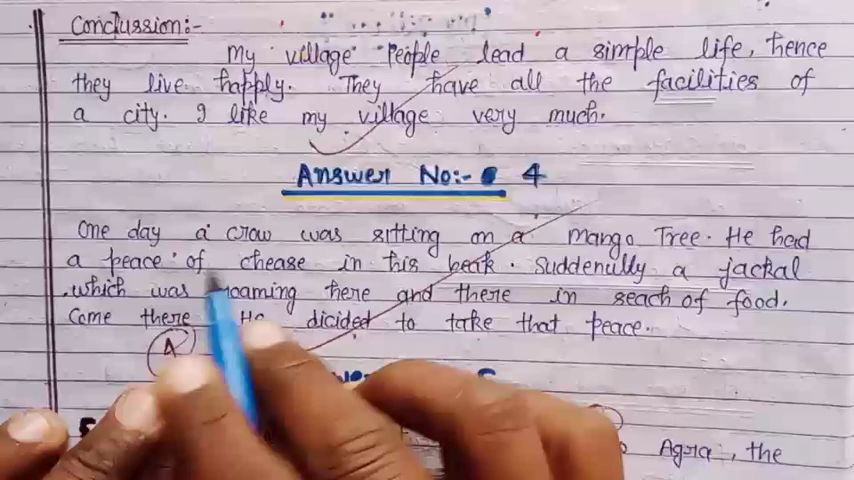 Conclussion:-
My village People lead a simple life, hence
they live happly. They have all the facilities of
a city. I like my village very much.
Answer No:- 4
One day a crow was sitting on a mango Tree. He had
a peace of chease in his beak. Suddenully a jackal
which was roaming here and there in seach of food.
Come there He dicided to take that peace.
A
5
Agra, the